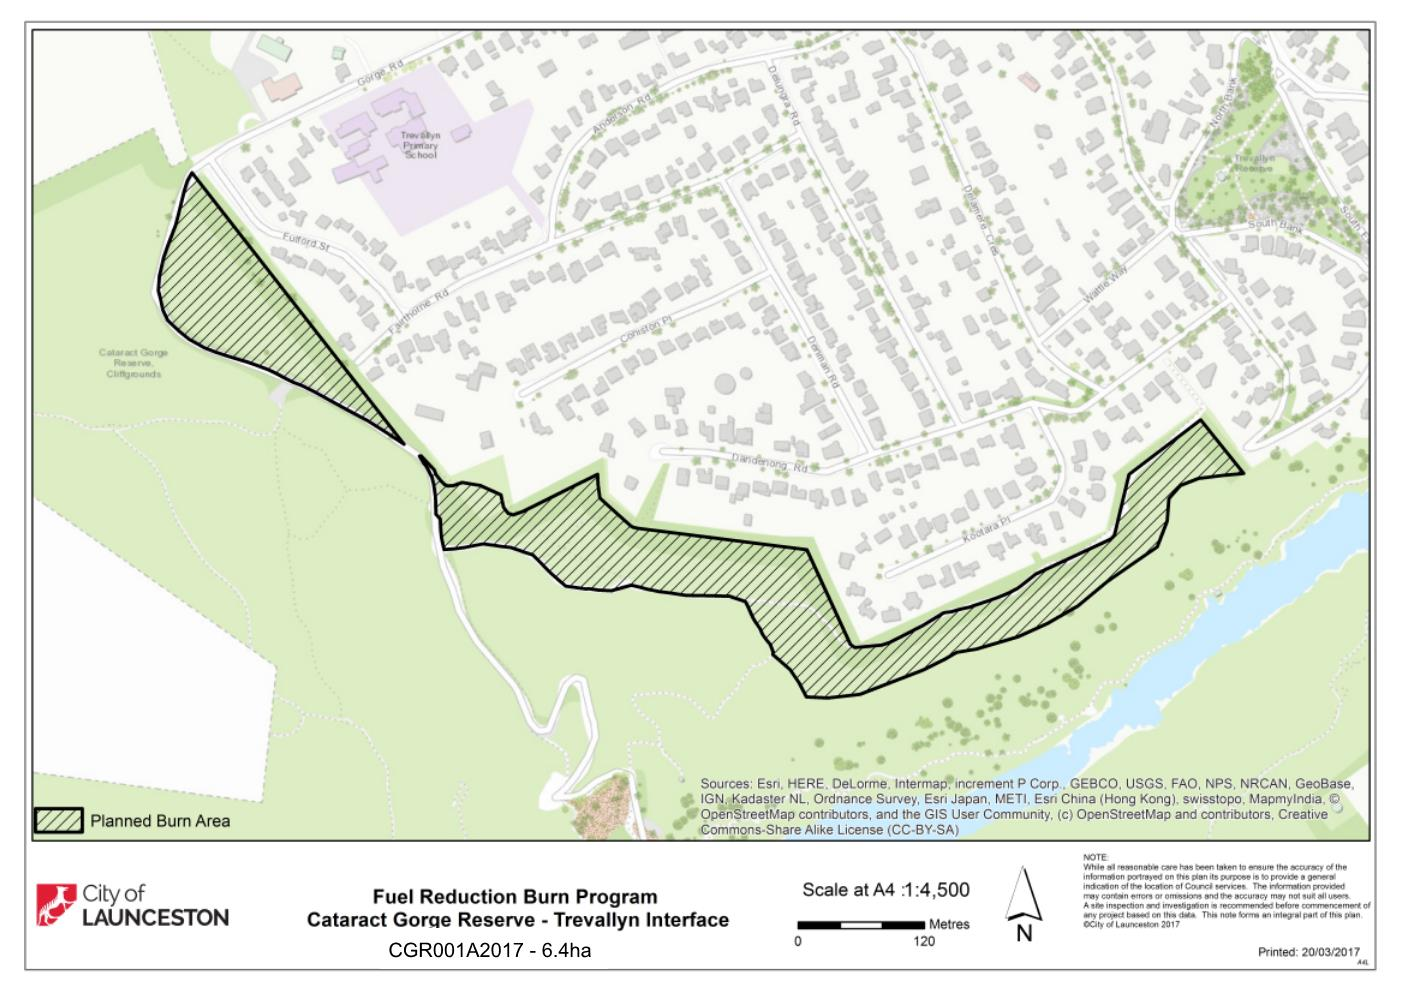 Gorge Rd
Trevallyn
Primary
School
Anderson Rd
Delungra Rd
North Bank
Trevallyn
Reserve
South Bank
Delamere Cres
Fulford St
Wattle Way
Fairthorne Rd
Coniston Pl
Denman Rd
Cataract Gorge
Reserve,
Cliffgrounds
Dandenong Rd
Kootara Pl
Sources: Esri, HERE, DeLorme, Intermap, increment P Corp., GEBCO, USGS, FAO, NPS, NRCAN, GeoBase,
IGN, Kadaster NL, Ordnance Survey, Esri Japan, METI, Esri China (Hong Kong), swisstopo, MapmyIndia, ©
OpenStreetMap contributors, and the GIS User Community, (c) OpenStreetMap and contributors, Creative
Commons-Share Alike License (CC-BY-SA)
Planned Burn Area
City of
LAUNCESTON
Fuel Reduction Burn Program
Cataract Gorge Reserve - Trevallyn Interface
CGR001A2017 - 6.4ha
Scale at A4 :1:4,500
Metres
0 120
N
NOTE:
While all reasonable care has been taken to ensure the accuracy of the
information portrayed on this plan its purpose is to provide a general
indication of the location of Council services. The information provided
may contain errors or omissions and the accuracy may not suit all users.
A site inspection and investigation is recommended before commencement of
any project based on this data. This note forms an integral part of this plan.
©City of Launceston 2017
Printed: 20/03/2017
A4L